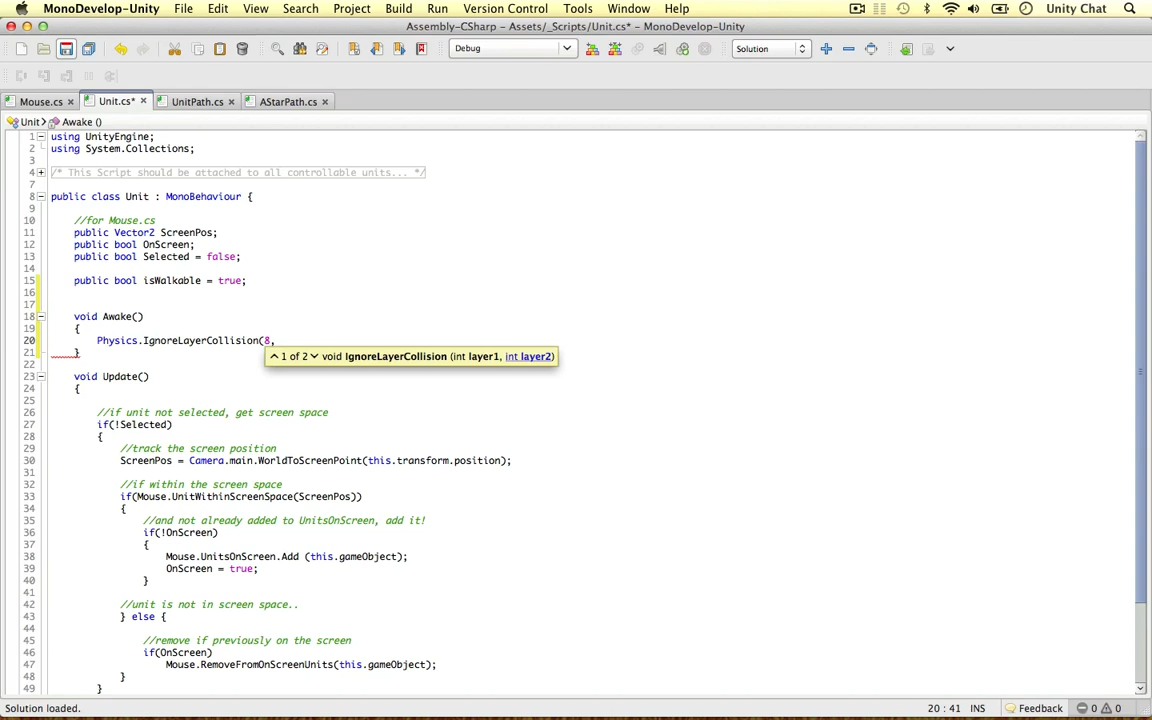 MonoDevelop-Unity File Edit View Search Project Build Run Version Control Tools Window Help Unity Chat
Assembly-CSharp - Assets/_Scripts/Unit.cs* - MonoDevelop-Unity
Debug Solution
Mouse.cs Unit.cs* UnitPath.cs AStarPath.cs
Unit Awake ()
1 using UnityEngine;
2 using System.Collections;
3
4 /* This Script should be attached to all controllable units... */
7
8 public class Unit : MonoBehaviour {
9
10 //for Mouse.cs
11 public Vector2 ScreenPos;
12 public bool OnScreen;
13 public bool Selected = false;
14
15 public bool isWalkable = true;
16
17
18 void Awake()
19 {
20 Physics.IgnoreLayerCollision(8,
21 }
1 of 2 void IgnoreLayerCollision (int layer1, int layer2)
22
23 void Update()
24 {
25
26 //if unit not selected, get screen space
27 if(!Selected)
28 {
29 //track the screen position
30 ScreenPos = Camera.main.WorldToScreenPoint(this.transform.position);
31
32 //if within the screen space
33 if(Mouse.UnitWithinScreenSpace(ScreenPos))
34 {
35 //and not already added to UnitsOnScreen, add it!
36 if(!OnScreen)
37 {
38 Mouse.UnitsOnScreen.Add (this.gameObject);
39 OnScreen = true;
40 }
41
42 //unit is not in screen space..
43 } else {
44
45 //remove if previously on the screen
46 if(OnScreen)
47 Mouse.RemoveFromOnScreenUnits(this.gameObject);
48 }
49 }
Solution loaded. 20 : 41 INS Feedback 0 0